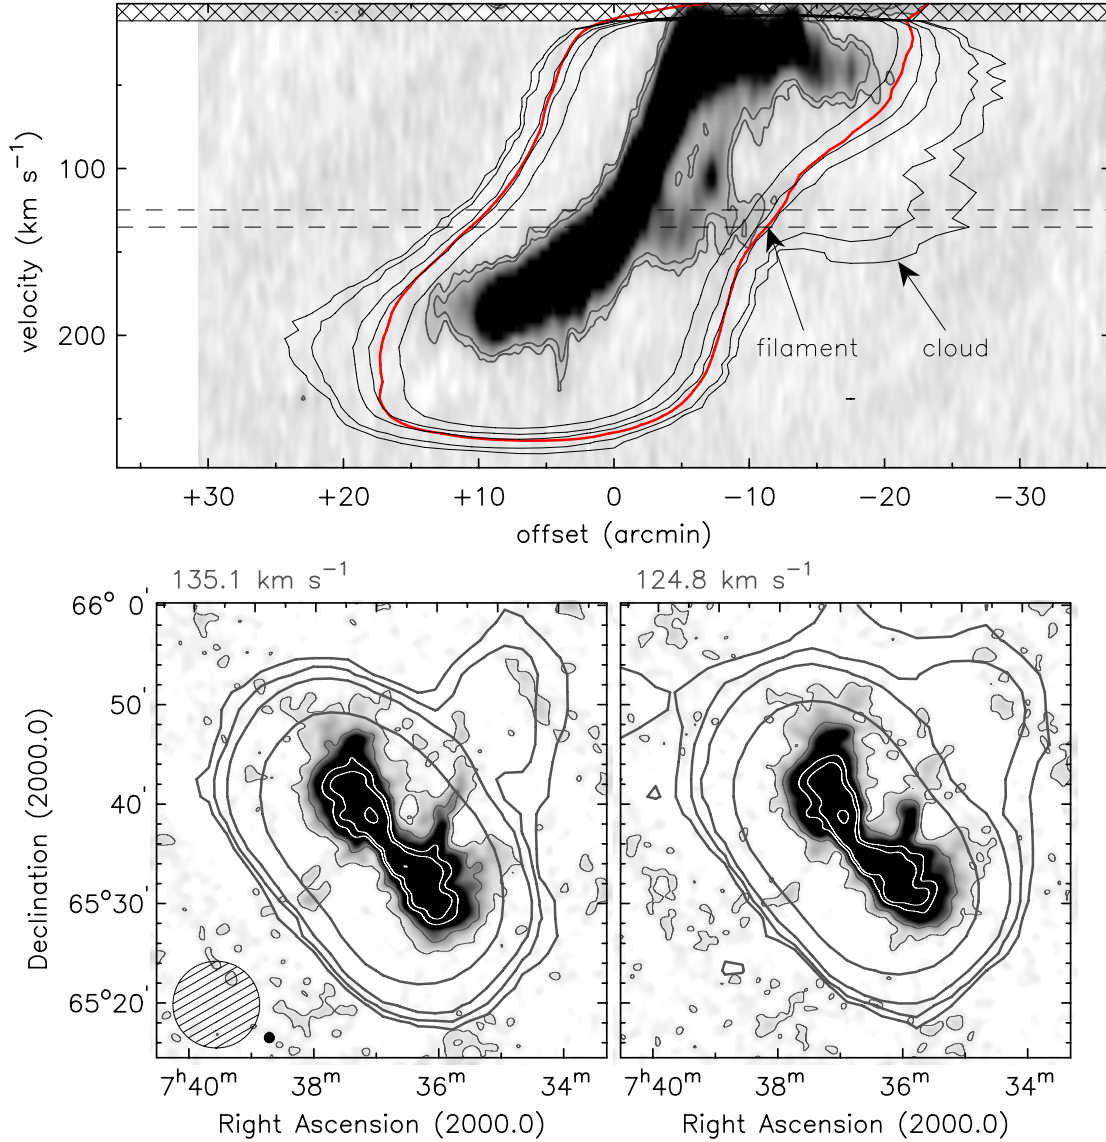 velocity (km s⁻¹)
100
200
filament
cloud
+30 +20 +10 0 −10 −20 −30
offset (arcmin)
135.1 km s⁻¹
124.8 km s⁻¹
Declination (2000.0)
66° 0'
50'
40'
65°30'
65°20'
7ʰ40ᵐ 38ᵐ 36ᵐ 34ᵐ
7ʰ40ᵐ 38ᵐ 36ᵐ 34ᵐ
Right Ascension (2000.0)
Right Ascension (2000.0)